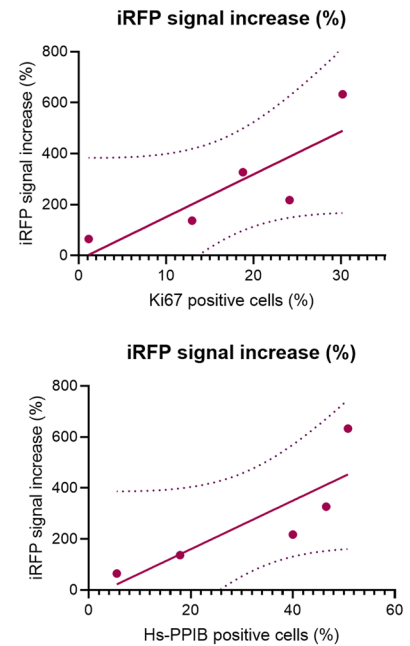 iRFP signal increase (%)
iRFP signal increase (%)
800
600
400
200
0
0 10 20 30
Ki67 positive cells (%)
iRFP signal increase (%)
iRFP signal increase (%)
800
600
400
200
0
0 20 40 60
Hs-PPIB positive cells (%)